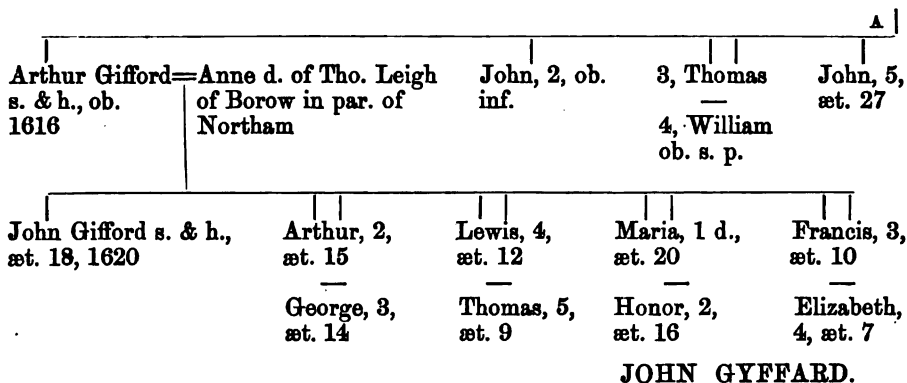 A
Arthur Gifford=Anne d. of Tho. Leigh
s. & h., ob.
1616
of Borow in par. of
Northam
John, 2, ob.
inf.
3, Thomas
—
4, William
ob. s. p.
John, 5,
æt. 27
John Gifford s. & h.,
æt. 18, 1620
Arthur, 2,
æt. 15
—
George, 3,
æt. 14
Lewis, 4,
æt. 12
—
Thomas, 5,
æt. 9
Maria, 1 d.,
æt. 20
—
Honor, 2,
æt. 16
Francis, 3,
æt. 10
—
Elizabeth,
4, æt. 7
JOHN GYFFARD.